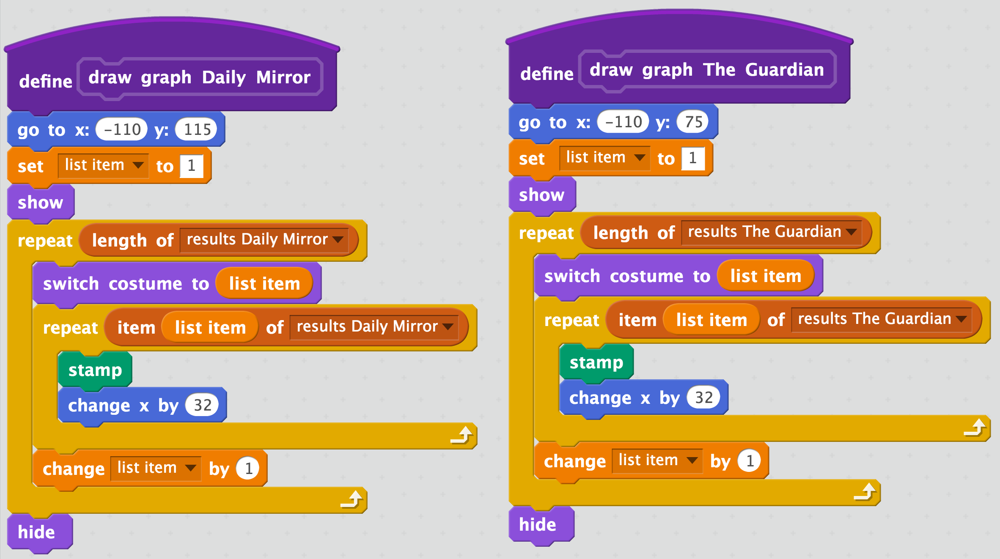 define draw graph Daily Mirror
go to x: -110 y: 115
set list item to 1
show
repeat length of results Daily Mirror
switch costume to list item
repeat item list item of results Daily Mirror
stamp
change x by 32
change list item by 1
hide
define draw graph The Guardian
go to x: -110 y: 75
set list item to 1
show
repeat length of results The Guardian
switch costume to list item
repeat item list item of results The Guardian
stamp
change x by 32
change list item by 1
hide